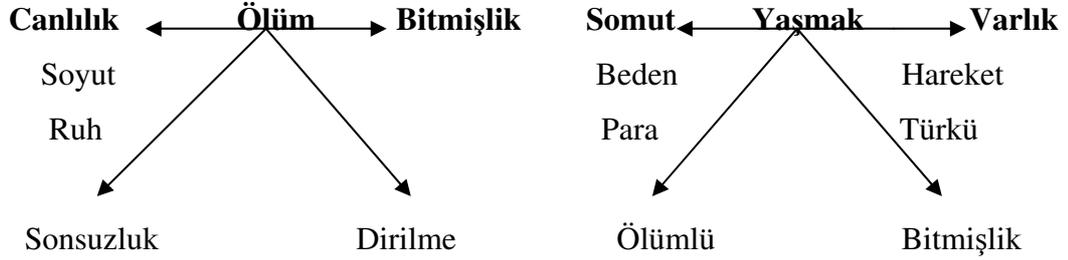 Canlılık Ölüm Bitmişlik Somut Yaşmak Varlık
Soyut Beden Hareket
Ruh Para Türkü
Sonsuzluk Dirilme Ölümlü Bitmişlik